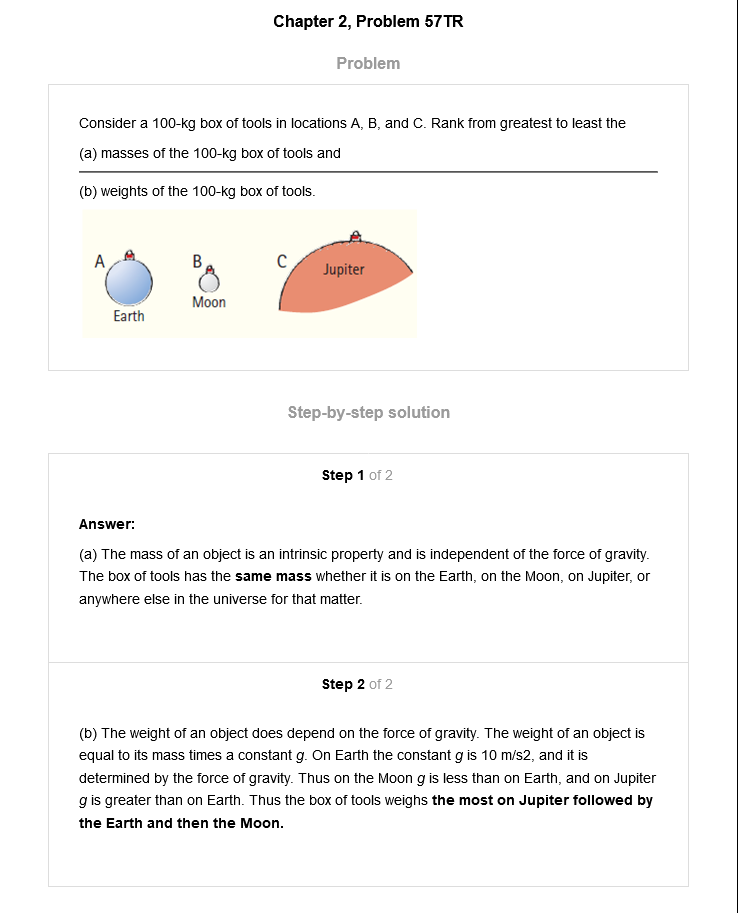 Chapter 2, Problem 57TR
Problem
Consider a 100-kg box of tools in locations A, B, and C. Rank from greatest to least the
(a) masses of the 100-kg box of tools and
(b) weights of the 100-kg box of tools.
A
B
C
Jupiter
Moon
Earth
Step-by-step solution
Step 1 of 2
Answer:
(a) The mass of an object is an intrinsic property and is independent of the force of gravity.
The box of tools has the same mass whether it is on the Earth, on the Moon, on Jupiter, or
anywhere else in the universe for that matter.
Step 2 of 2
(b) The weight of an object does depend on the force of gravity. The weight of an object is
equal to its mass times a constant g. On Earth the constant g is 10 m/s2, and it is
determined by the force of gravity. Thus on the Moon g is less than on Earth, and on Jupiter
g is greater than on Earth. Thus the box of tools weighs the most on Jupiter followed by
the Earth and then the Moon.